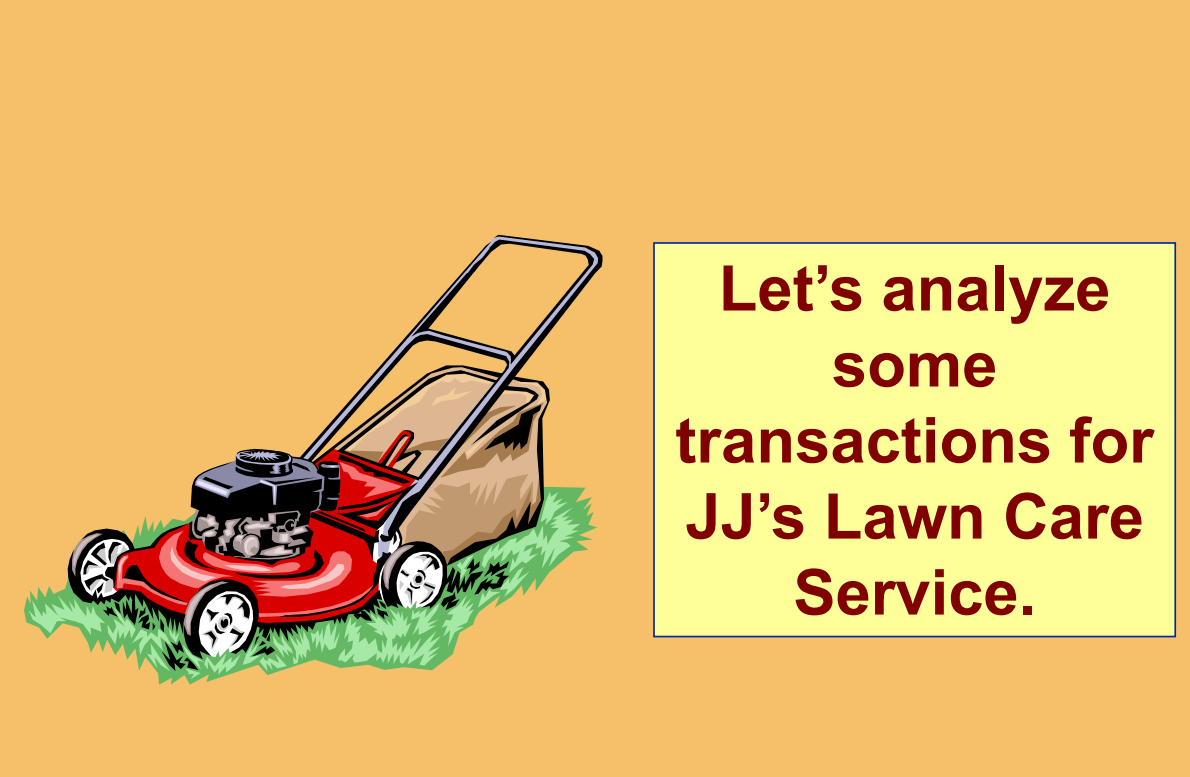 Let’s analyze
some
transactions for
JJ’s Lawn Care
Service.